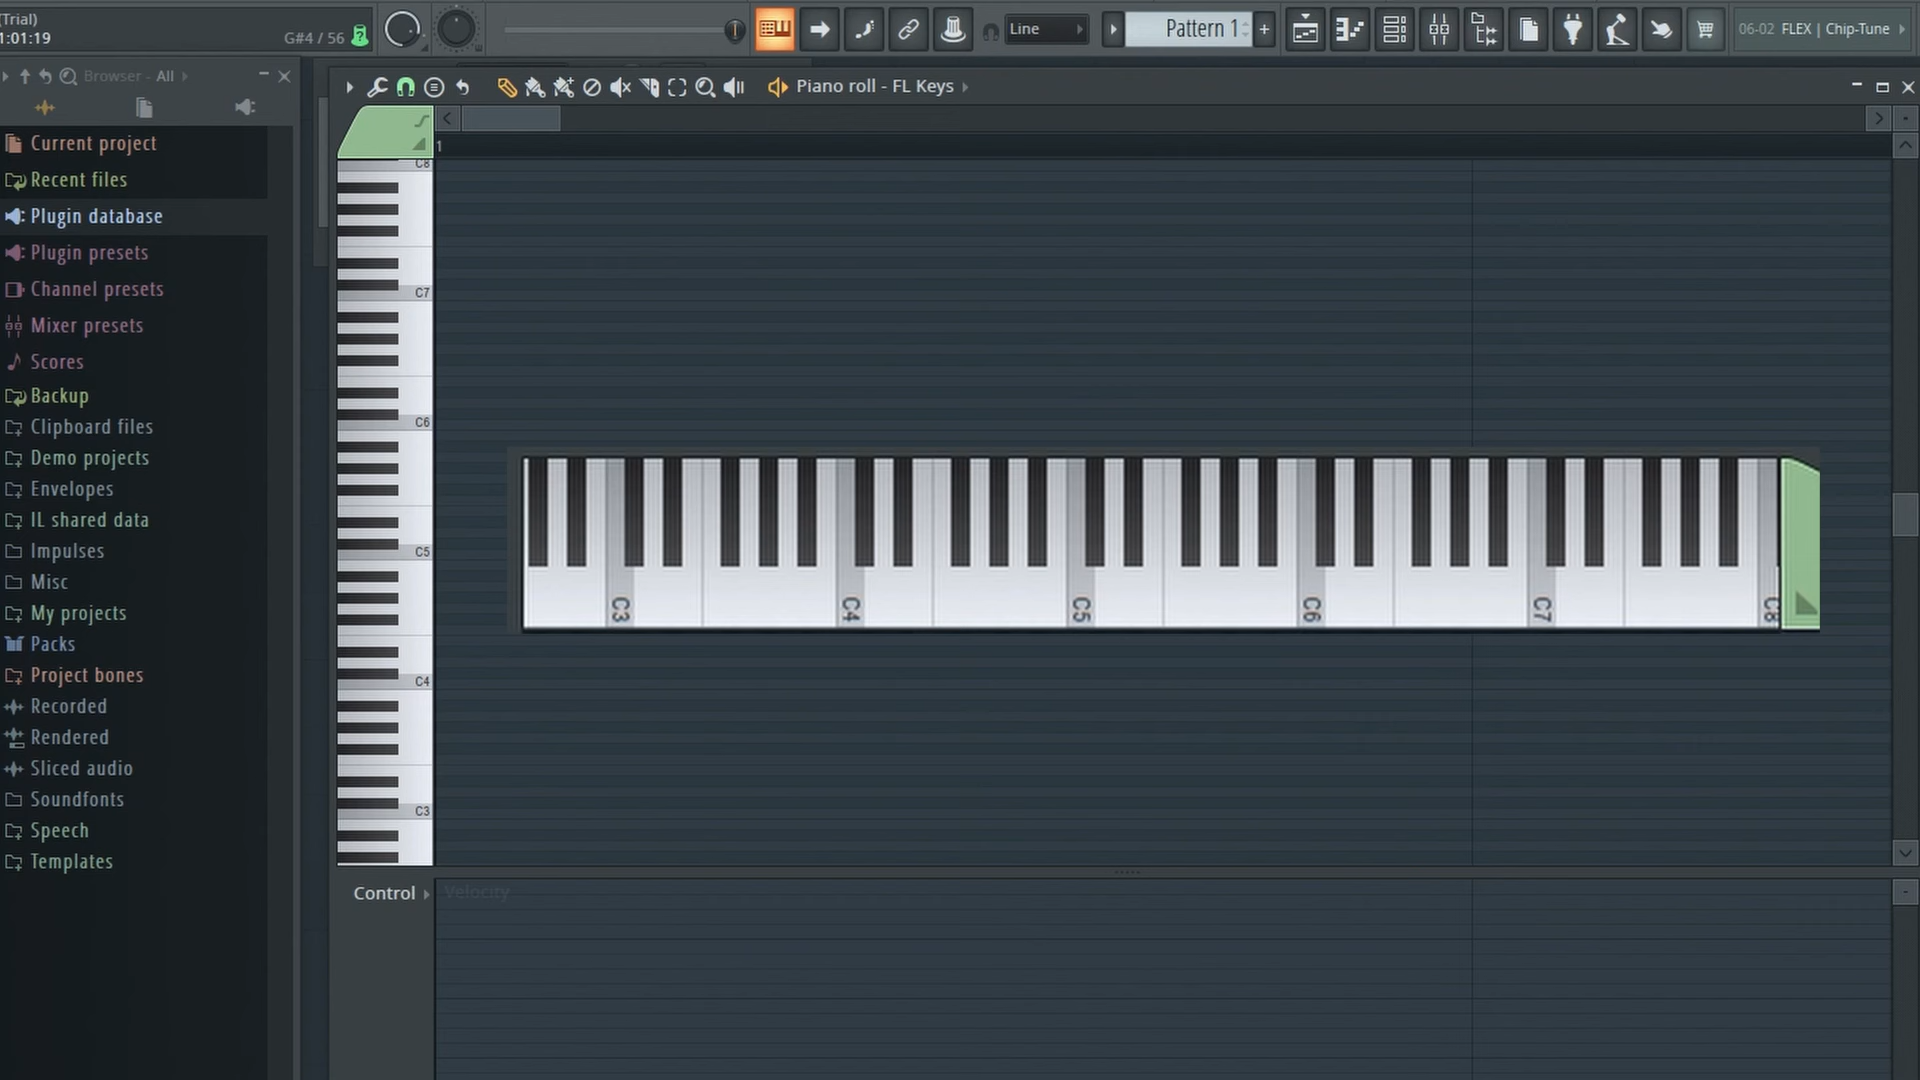 (Trial)
1:01:19
G#4 / 56
?
Line
Pattern 1
+
06-02 FLEX | Chip-Tune
Browser - All
Piano roll - FL Keys
1
Current project
Recent files
Plugin database
Plugin presets
Channel presets
Mixer presets
Scores
Backup
Clipboard files
Demo projects
Envelopes
IL shared data
Impulses
Misc
My projects
Packs
Project bones
Recorded
Rendered
Sliced audio
Soundfonts
Speech
Templates
C8
C7
C6
C5
C4
C3
C3 C4 C5 C6 C7 C8
Control
Velocity